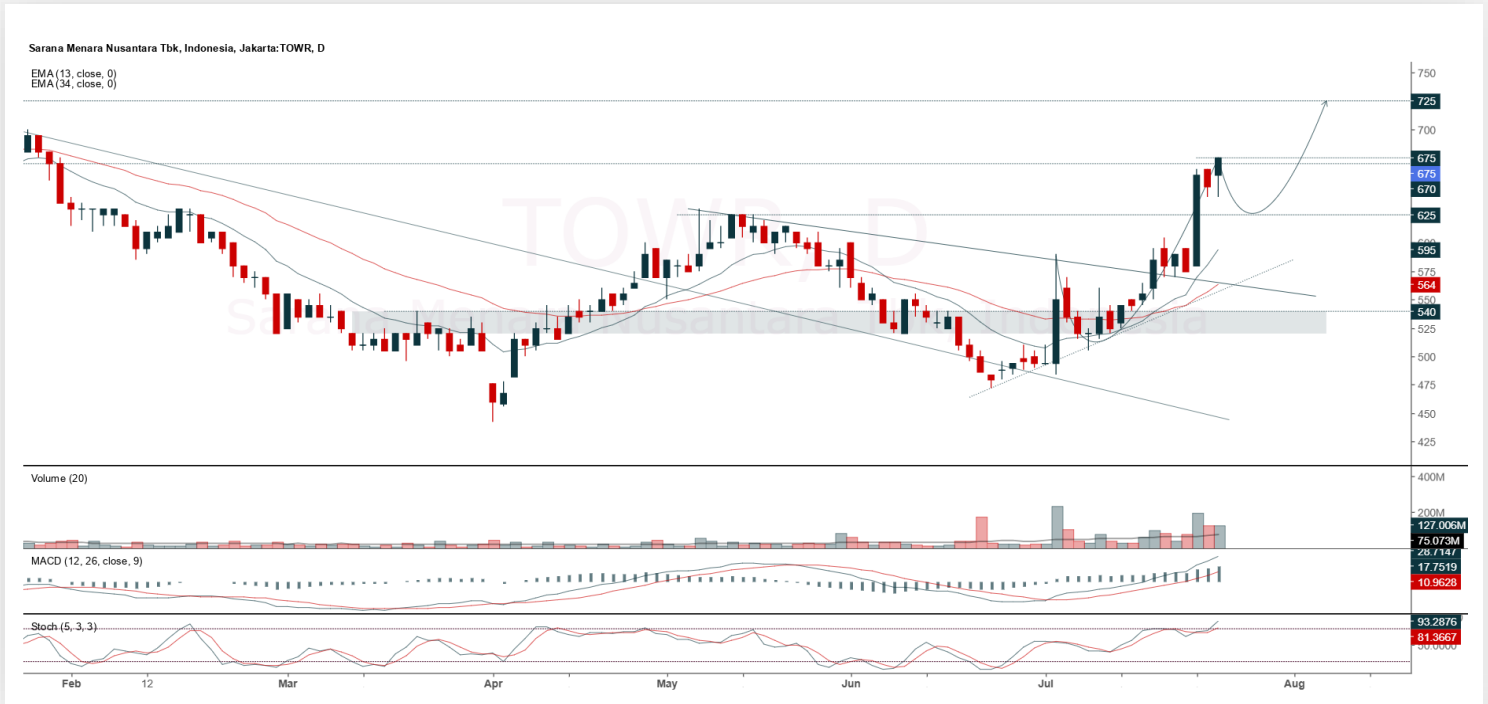 Sarana Menara Nusantara Tbk, Indonesia, Jakarta:TOWR, D
EMA (13, close, 0)
EMA (34, close, 0)
TOWR, D
750
725
700
675
675
670
625
595
575
564
550
540
525
500
475
450
425
Volume (20)
400M
200M
127.006M
75.073M
MACD (12, 26, close, 9)
28.7147
17.7519
10.9628
Stoch (5, 3, 3)
93.2876
81.3667
Feb
12
Mar
Apr
May
Jun
Jul
Aug